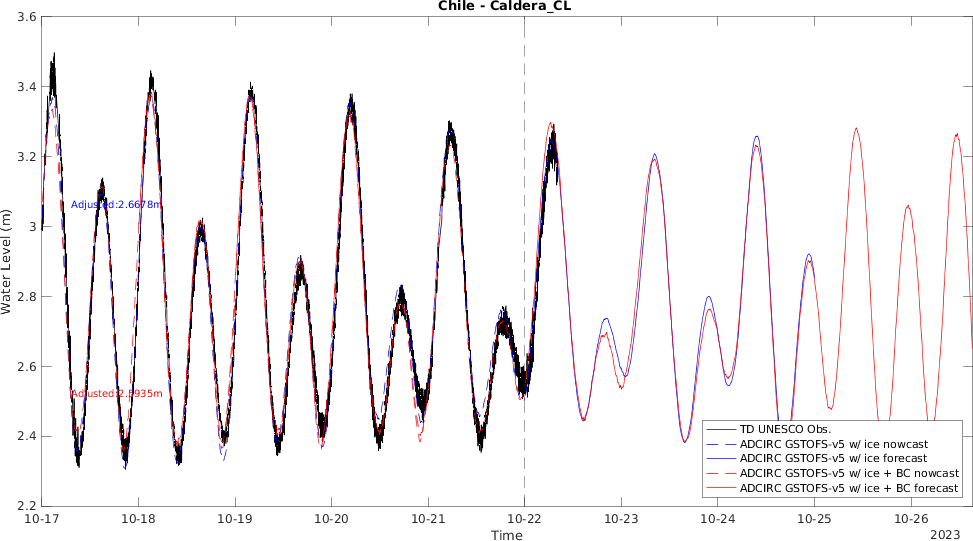 Chile - Caldera_CL
3.6
3.4
3.2
3
2.8
2.6
2.4
2.2
Water Level (m)
Adjusted:2.6678m
Adjusted:2.5935m
TD UNESCO Obs.
ADCIRC GSTOFS-v5 w/ ice nowcast
ADCIRC GSTOFS-v5 w/ ice forecast
ADCIRC GSTOFS-v5 w/ ice + BC nowcast
ADCIRC GSTOFS-v5 w/ ice + BC forecast
10-17 10-18 10-19 10-20 10-21 10-22 10-23 10-24 10-25 10-26
Time
2023